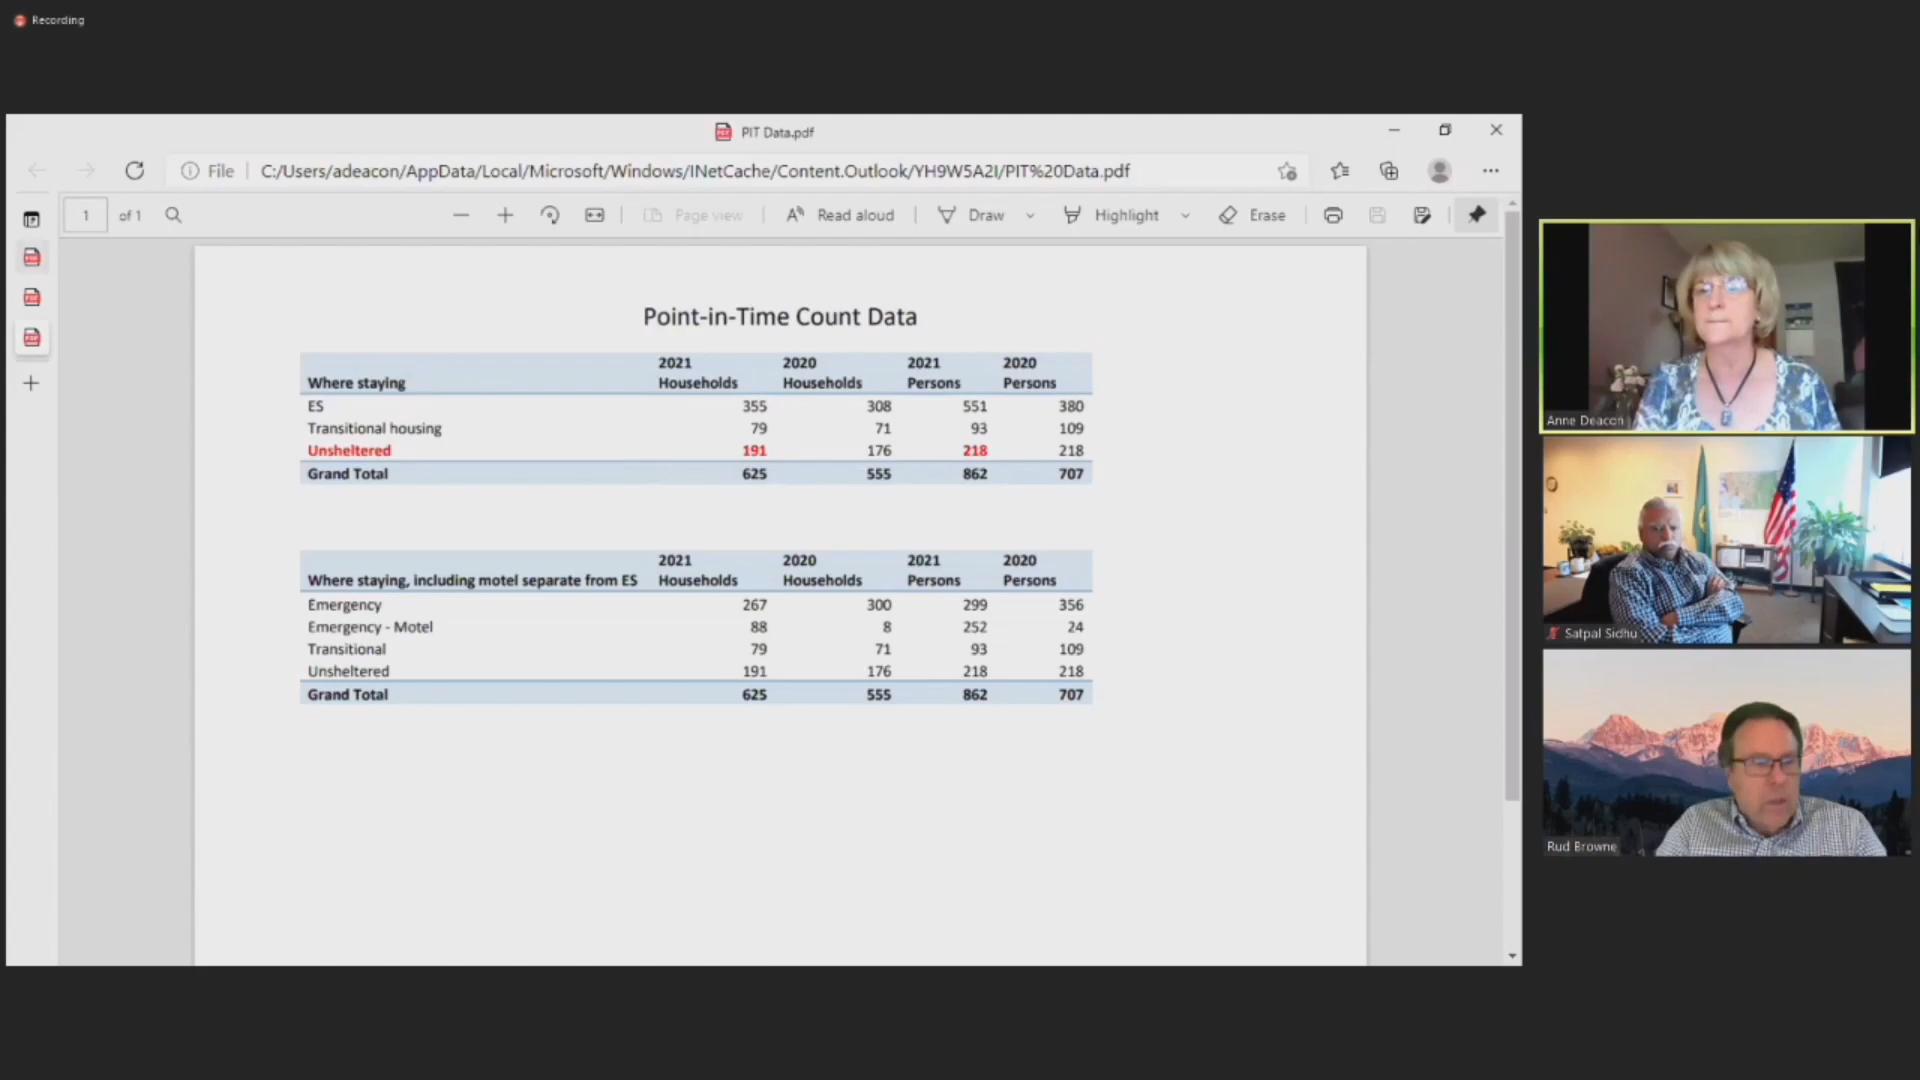 Recording
PIT Data.pdf
File C:/Users/adeacon/AppData/Local/Microsoft/Windows/INetCache/Content.Outlook/YH9W5A2I/PIT%20Data.pdf
1 of 1 Page view Read aloud Draw Highlight Erase
Point-in-Time Count Data
2021 2020 2021 2020
Where staying Households Households Persons Persons
ES 355 308 551 380
Transitional housing 79 71 93 109
Unsheltered 191 176 218 218
Grand Total 625 555 862 707
2021 2020 2021 2020
Where staying, including motel separate from ES Households Households Persons Persons
Emergency 267 300 299 356
Emergency - Motel 88 8 252 24
Transitional 79 71 93 109
Unsheltered 191 176 218 218
Grand Total 625 555 862 707
Anne Deacon
Satpal Sidhu
Rud Browne